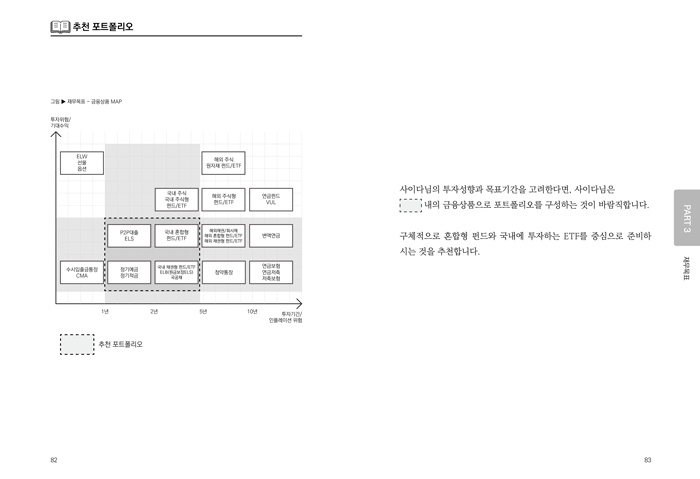 추천 포트폴리오
그림 ▶ 재무목표 - 금융상품 MAP
투자위험/
기대수익
ELW
선물
옵션
해외 주식
원자재 펀드/ETF
국내 주식
국내 주식형
펀드/ETF
해외 주식형
펀드/ETF
연금펀드
VUL
P2P대출
ELS
국내 혼합형
펀드/ETF
해외채권/회사채
해외 혼합형 펀드/ETF
해외 채권형 펀드/ETF
변액연금
수시입출금통장
CMA
정기예금
정기적금
국내 채권형 펀드/ETF
ELB(원금보장ELS)
국공채
청약통장
연금보험
연금저축
저축보험
1년
2년
5년
10년
투자기간/
인플레이션 위험
추천 포트폴리오
82
사이다님의 투자성향과 목표기간을 고려한다면, 사이다님은
내의 금융상품으로 포트폴리오를 구성하는 것이 바람직합니다.
구체적으로 혼합형 펀드와 국내에 투자하는 ETF를 중심으로 준비하
시는 것을 추천합니다.
PART 3
재무목표
83